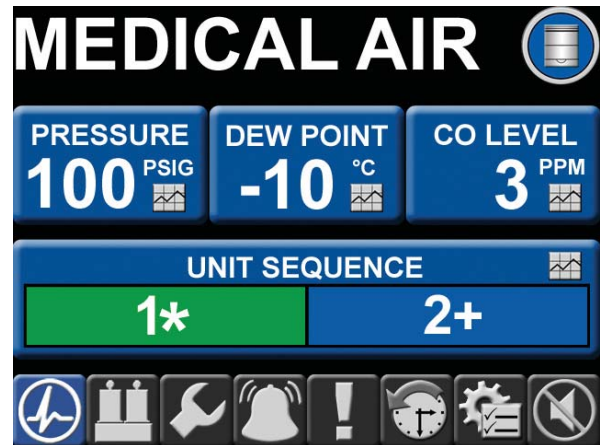 MEDICAL AIR
PRESSURE
100 PSIG
DEW POINT
-10 °C
CO LEVEL
3 PPM
UNIT SEQUENCE
1* 2+